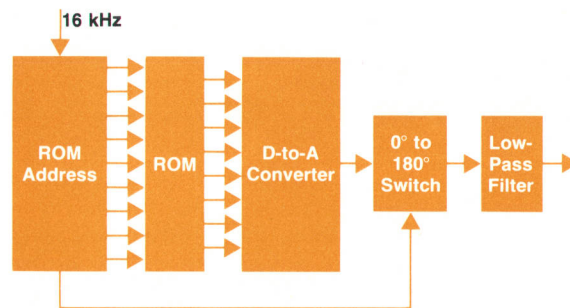 16 kHz
ROM
Address
ROM
D-to-A
Converter
0° to
180°
Switch
Low-
Pass
Filter